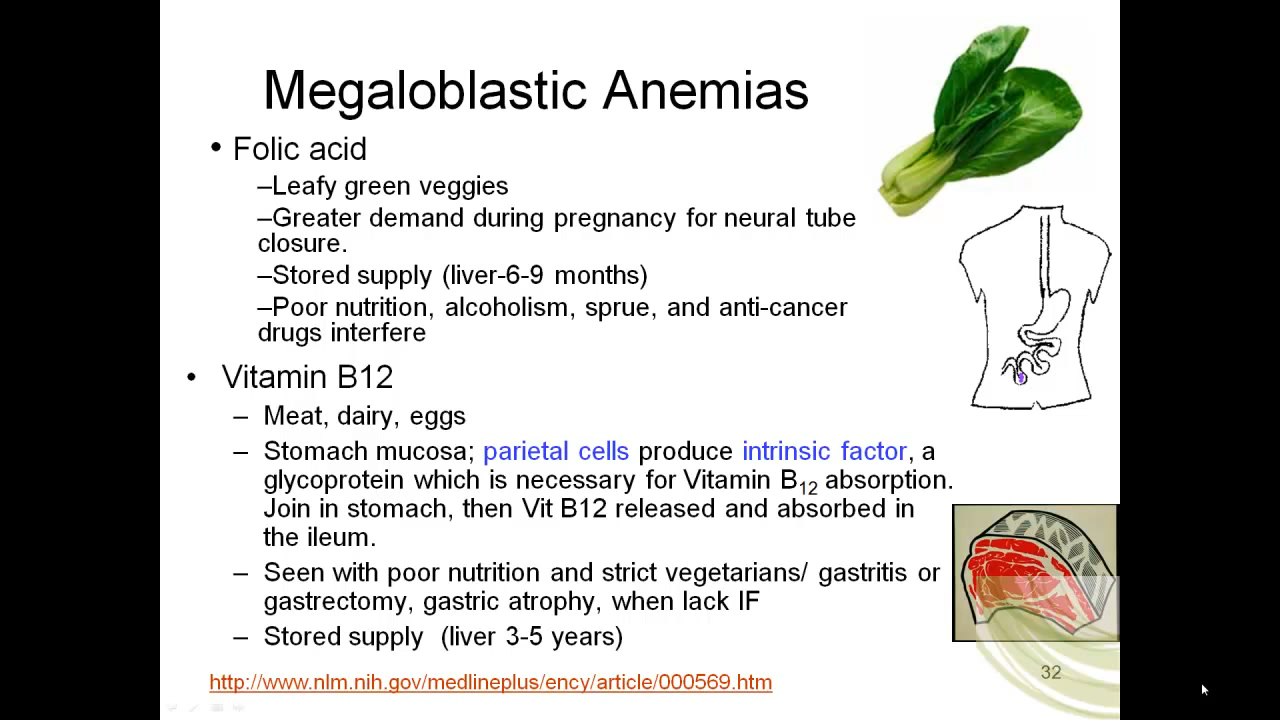 Megaloblastic Anemias
• Folic acid
–Leafy green veggies
–Greater demand during pregnancy for neural tube
closure.
–Stored supply (liver-6-9 months)
–Poor nutrition, alcoholism, sprue, and anti-cancer
drugs interfere
• Vitamin B12
– Meat, dairy, eggs
– Stomach mucosa; parietal cells produce intrinsic factor, a
glycoprotein which is necessary for Vitamin B12 absorption.
Join in stomach, then Vit B12 released and absorbed in
the ileum.
– Seen with poor nutrition and strict vegetarians/ gastritis or
gastrectomy, gastric atrophy, when lack IF
– Stored supply (liver 3-5 years)
http://www.nlm.nih.gov/medlineplus/ency/article/000569.htm
32